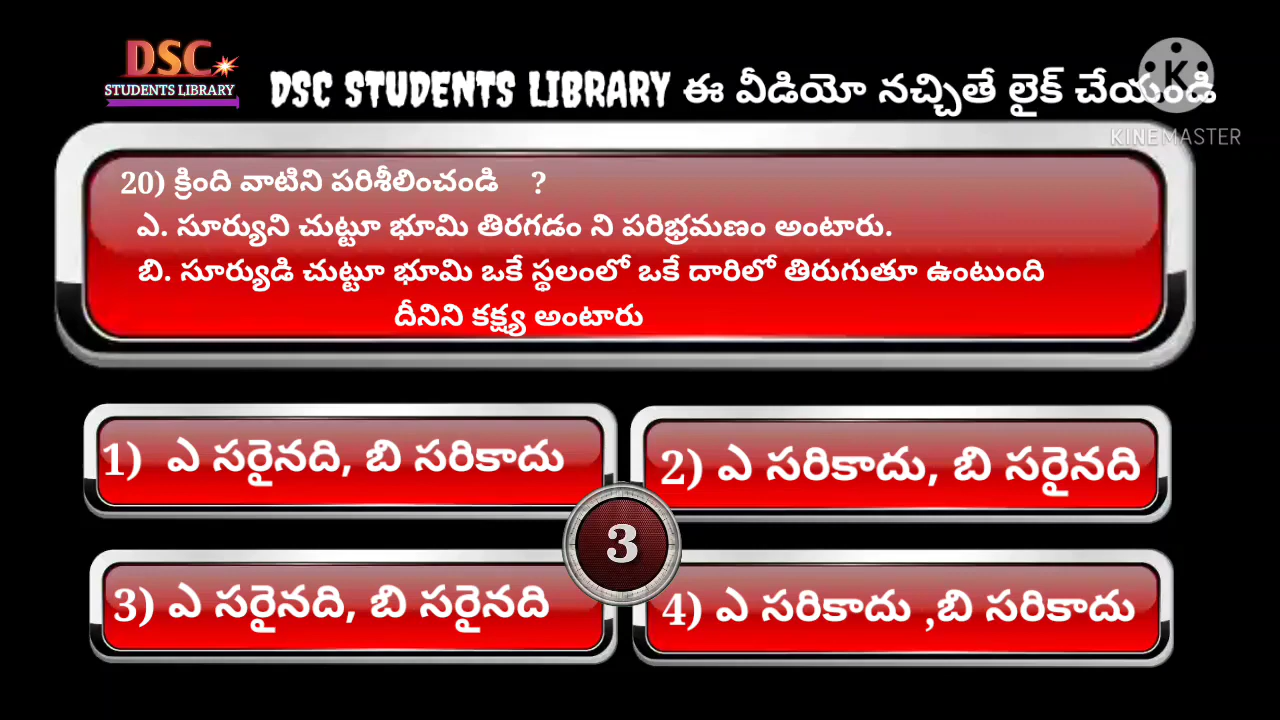 DSC
STUDENTS LIBRARY
DSC STUDENTS LIBRARY ఈ వీడియో నచ్చితే లైక్ చేయండి
K
KINEMASTER
20) క్రింది వాటిని పరిశీలించండి ?
ఎ. సూర్యుని చుట్టూ భూమి తిరగడం ని పరిభ్రమణం అంటారు.
బి. సూర్యుడి చుట్టూ భూమి ఒకే స్థలంలో ఒకే దారిలో తిరుగుతూ ఉంటుంది
దీనిని కక్ష్య అంటారు
1) ఎ సరైనది, బి సరికాదు
2) ఎ సరికాదు, బి సరైనది
3
3) ఎ సరైనది, బి సరైనది
4) ఎ సరికాదు ,బి సరికాదు